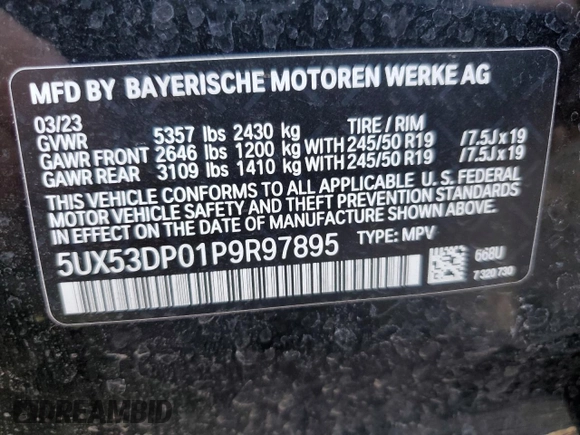 MFD BY BAYERISCHE MOTOREN WERKE AG
03/23 TIRE / RIM
GVWR 5357 lbs 2430 kg
GAWR FRONT 2646 lbs 1200 kg WITH 245/50 R19 /7.5J x 19
GAWR REAR 3109 lbs 1410 kg WITH 245/50 R19 /7.5J x 19
THIS VEHICLE CONFORMS TO ALL APPLICABLE U. S. FEDERAL
MOTOR VEHICLE SAFETY AND THEFT PREVENTION STANDARDS
IN EFFECT ON THE DATE OF MANUFACTURE SHOWN ABOVE.
5UX53DP01P9R97895 TYPE: MPV
668U
7 320 730
DREAMBID